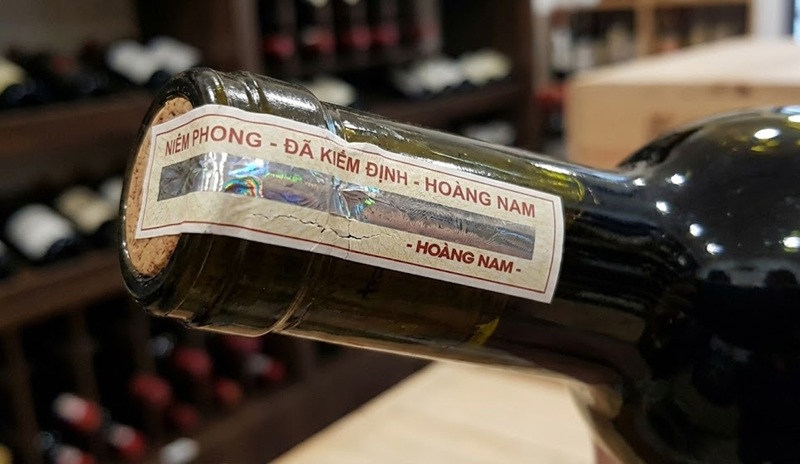 NIÊM PHONG - ĐÃ KIỂM ĐỊNH - HOÀNG NAM
- HOÀNG NAM -